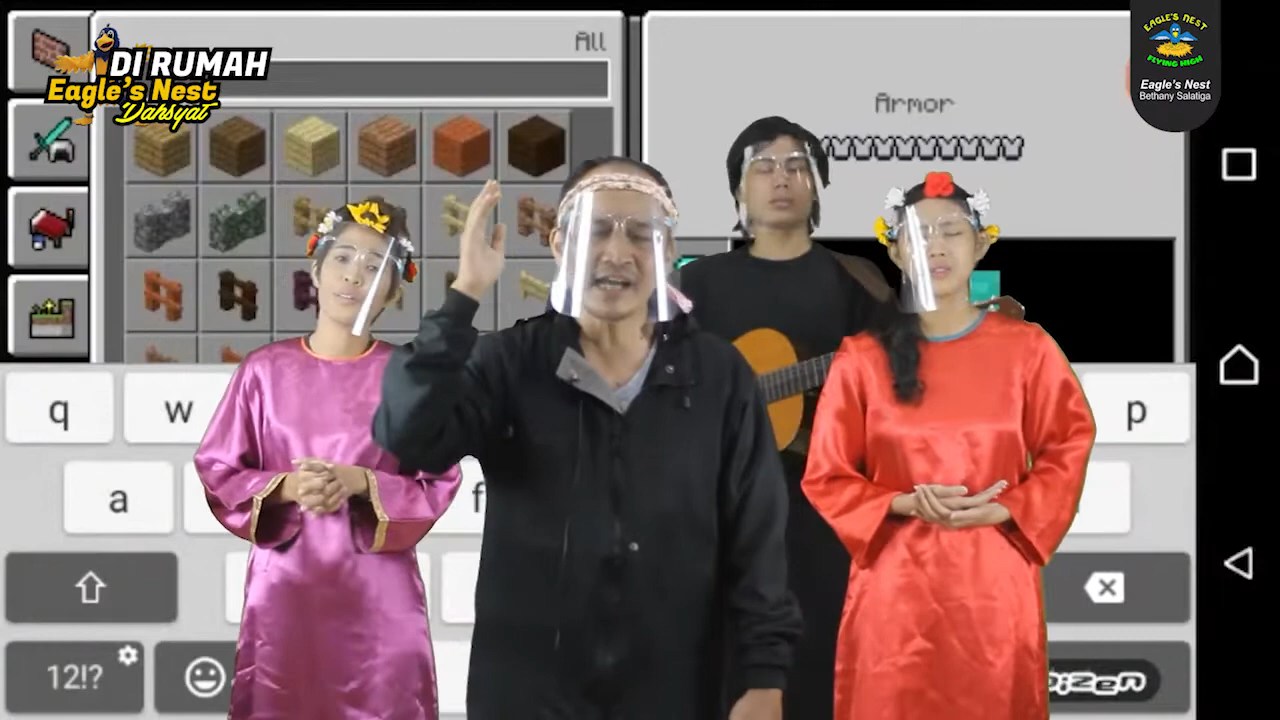 DI RUMAH
Eagle's Nest
Dahsyat
All
Armor
EAGLE'S NEST
FLYING HIGH
Eagle's Nest
Bethany Salatiga
q
w
p
a
f
12!?